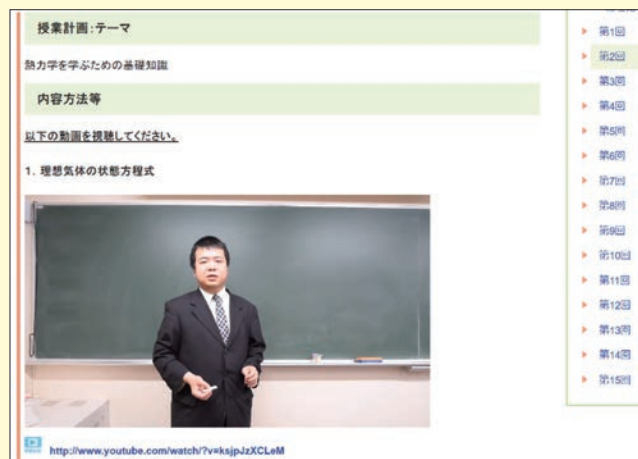 授業計画：テーマ
熱力学を学ぶための基礎知識
内容方法等
以下の動画を視聴してください。
1. 理想気体の状態方程式
http://www.youtube.com/watch/?v=ksjpJzXCLeM
第1回
第2回
第3回
第4回
第5回
第6回
第7回
第8回
第9回
第10回
第11回
第12回
第13回
第14回
第15回